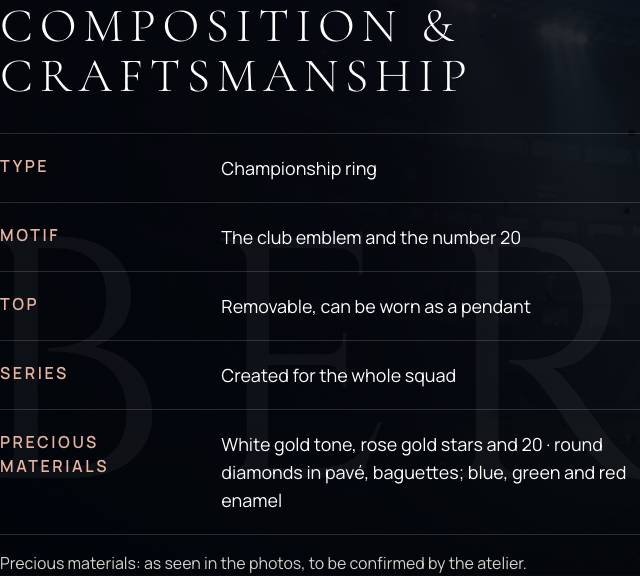 COMPOSITION &
CRAFTSMANSHIP
TYPE
Championship ring
MOTIF
The club emblem and the number 20
TOP
Removable, can be worn as a pendant
SERIES
Created for the whole squad
PRECIOUS
MATERIALS
White gold tone, rose gold stars and 20 · round
diamonds in pavé, baguettes; blue, green and red
enamel
Precious materials: as seen in the photos, to be confirmed by the atelier.
BER